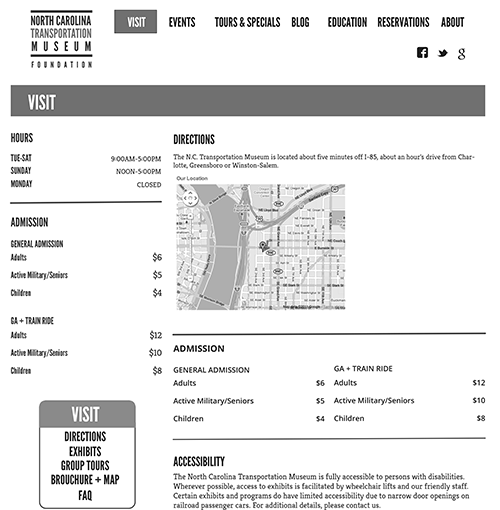 NORTH CAROLINA
TRANSPORTATION
MUSEUM
FOUNDATION
VISIT EVENTS TOURS & SPECIALS BLOG EDUCATION RESERVATIONS ABOUT
VISIT
HOURS
TUE-SAT 9:00AM-5:00PM
SUNDAY NOON-5:00PM
MONDAY CLOSED
ADMISSION
GENERAL ADMISSION
Adults $6
Active Military/Seniors $5
Children $4
GA + TRAIN RIDE
Adults $12
Active Military/Seniors $10
Children $8
VISIT
DIRECTIONS
EXHIBITS
GROUP TOURS
BROUCHURE + MAP
FAQ
DIRECTIONS
The N.C. Transportation Museum is located about five minutes off I-85, about an hour's drive from Char-
lotte, Greensboro or Winston-Salem.
Our Location
ADMISSION
GENERAL ADMISSION GA + TRAIN RIDE
Adults $6 Adults $12
Active Military/Seniors $5 Active Military/Seniors $10
Children $4 Children $8
ACCESSIBILITY
The North Carolina Transportation Museum is fully accessible to persons with disabilities.
Wherever possible, access to exhibits is facilitated by wheelchair lifts and our friendly staff.
Certain exhibits and programs do have limited accessibility due to narrow door openings on
railroad passenger cars. For additional details, please contact us.